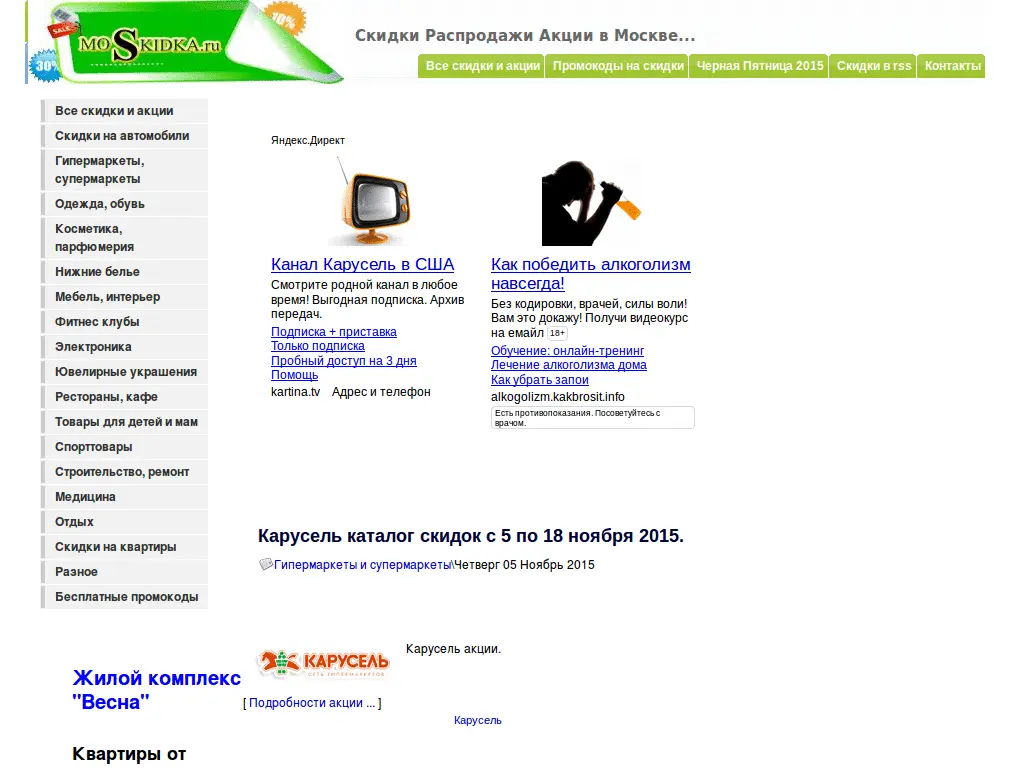 SALE
10%
30%
MOSKIDKA.ru
Скидки Распродажи Акции в Москве...
Все скидки и акции
Промокоды на скидки
Черная Пятница 2015
Скидки в rss
Контакты
Все скидки и акции
Скидки на автомобили
Гипермаркеты,
супермаркеты
Одежда, обувь
Косметика,
парфюмерия
Нижние белье
Мебель, интерьер
Фитнес клубы
Электроника
Ювелирные украшения
Рестораны, кафе
Товары для детей и мам
Спорттовары
Строительство, ремонт
Медицина
Отдых
Скидки на квартиры
Разное
Бесплатные промокоды
Жилой комплекс
"Весна"
Квартиры от
Яндекс.Директ
Канал Карусель в США
Смотрите родной канал в любое
время! Выгодная подписка. Архив
передач.
Подписка + приставка
Только подписка
Пробный доступ на 3 дня
Помощь
kartina.tv Адрес и телефон
Как победить алкоголизм
навсегда!
Без кодировки, врачей, силы воли!
Вам это докажу! Получи видеокурс
на емайл 18+
Обучение: онлайн-тренинг
Лечение алкоголизма дома
Как убрать запои
alkogolizm.kakbrosit.info
Есть противопоказания. Посоветуйтесь с
врачом.
Карусель каталог скидок с 5 по 18 ноября 2015.
Гипермаркеты и супермаркеты\Четверг 05 Ноябрь 2015
КАРУСЕЛЬ
СЕТЬ ГИПЕРМАРКЕТОВ
Карусель акции.
[ Подробности акции ... ]
Карусель